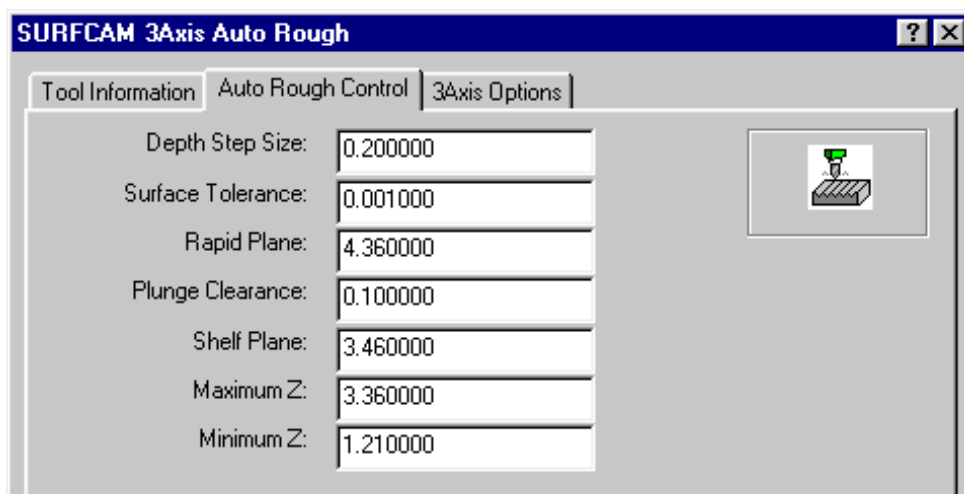 SURFCAM 3Axis Auto Rough
Tool Information Auto Rough Control 3Axis Options
Depth Step Size: 0.200000
Surface Tolerance: 0.001000
Rapid Plane: 4.360000
Plunge Clearance: 0.100000
Shelf Plane: 3.460000
Maximum Z: 3.360000
Minimum Z: 1.210000